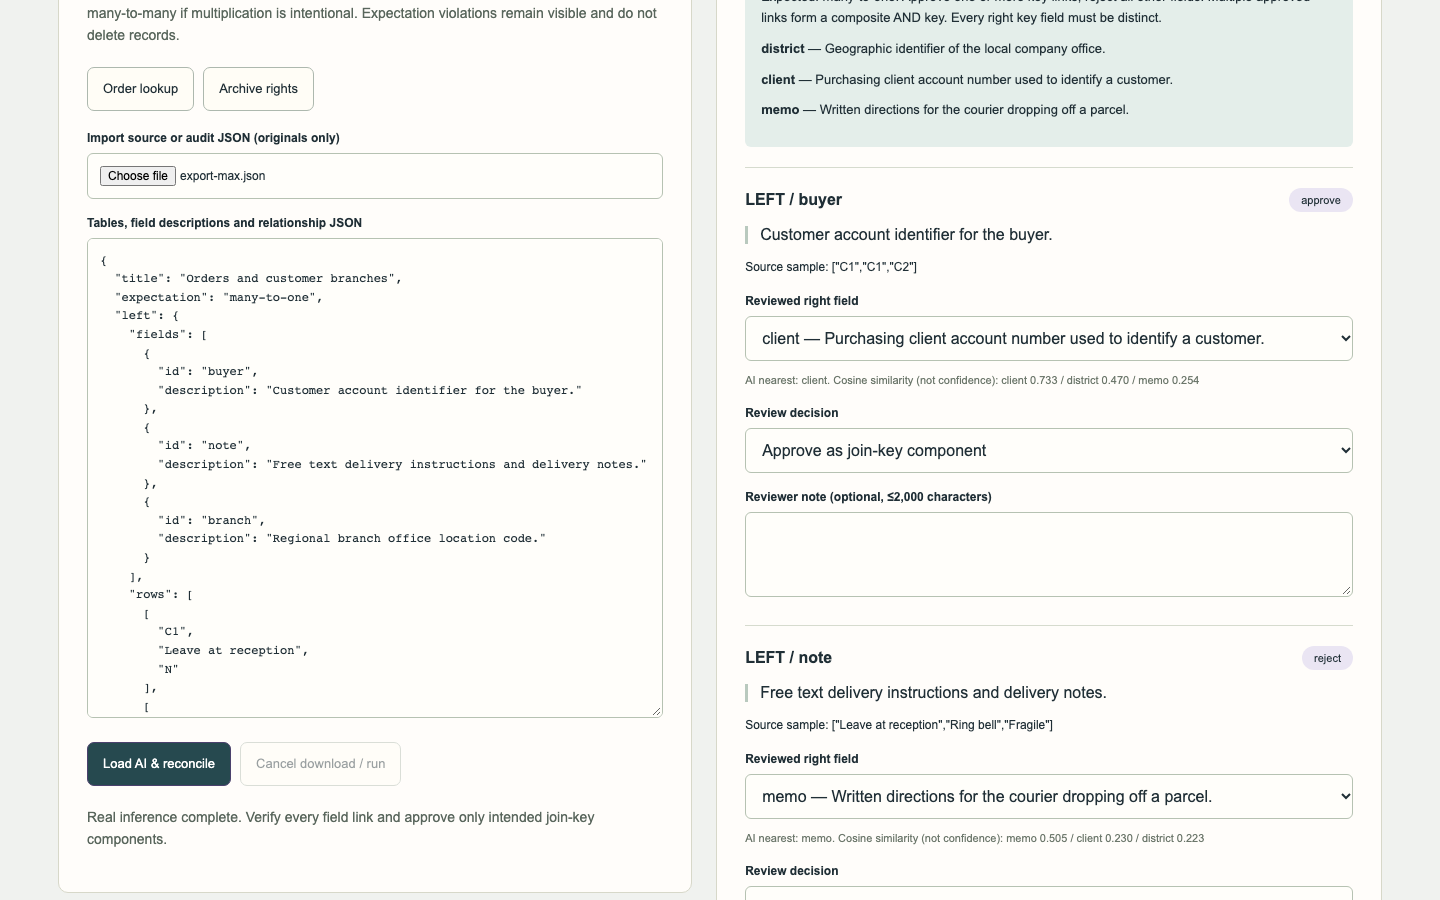 many-to-many if multiplication is intentional. Expectation violations remain visible and do not
delete records.
Order lookup
Archive rights
Import source or audit JSON (originals only)
Choose file export-max.json
Tables, field descriptions and relationship JSON
{
"title": "Orders and customer branches",
"expectation": "many-to-one",
"left": {
"fields": [
{
"id": "buyer",
"description": "Customer account identifier for the buyer."
},
{
"id": "note",
"description": "Free text delivery instructions and delivery notes."
},
{
"id": "branch",
"description": "Regional branch office location code."
}
],
"rows": [
[
"C1",
"Leave at reception",
"N"
],
[
Load AI & reconcile
Cancel download / run
Real inference complete. Verify every field link and approve only intended join-key
components.
links form a composite AND key. Every right key field must be distinct.
district — Geographic identifier of the local company office.
client — Purchasing client account number used to identify a customer.
memo — Written directions for the courier dropping off a parcel.
LEFT / buyer
approve
Customer account identifier for the buyer.
Source sample: ["C1","C1","C2"]
Reviewed right field
client — Purchasing client account number used to identify a customer.
AI nearest: client. Cosine similarity (not confidence): client 0.733 / district 0.470 / memo 0.254
Review decision
Approve as join-key component
Reviewer note (optional, ≤2,000 characters)
LEFT / note
reject
Free text delivery instructions and delivery notes.
Source sample: ["Leave at reception","Ring bell","Fragile"]
Reviewed right field
memo — Written directions for the courier dropping off a parcel.
AI nearest: memo. Cosine similarity (not confidence): memo 0.505 / client 0.230 / district 0.223
Review decision